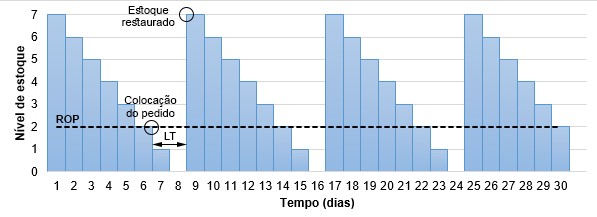 Nível de estoque
7
6
5
4
3
2
1
0
Estoque
restaurado
Colocação
do pedido
ROP
LT
1 2 3 4 5 6 7 8 9 10 11 12 13 14 15 16 17 18 19 20 21 22 23 24 25 26 27 28 29 30
Tempo (dias)